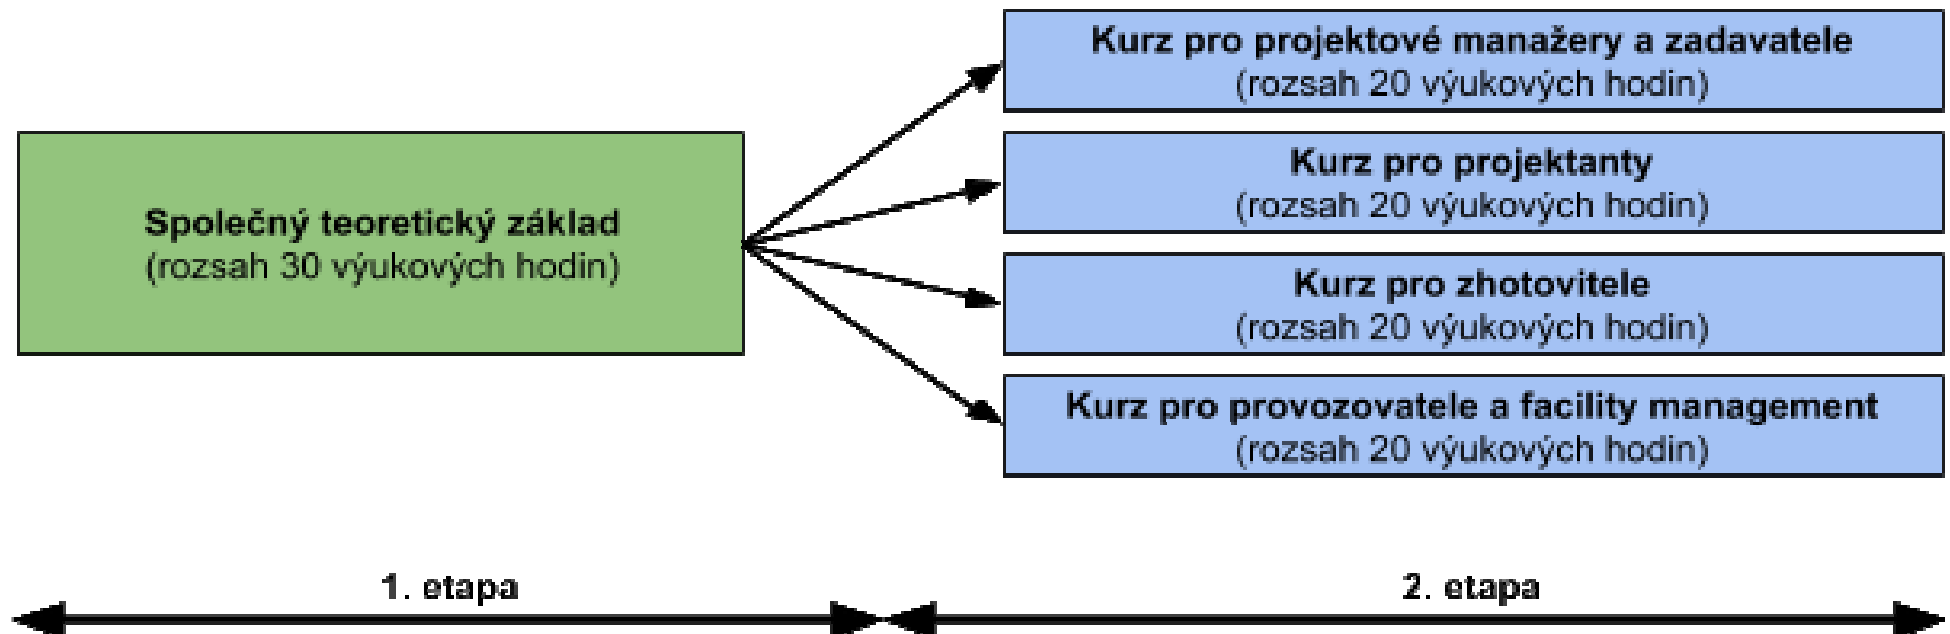 Společný teoretický základ
(rozsah 30 výukových hodin)
Kurz pro projektové manažery a zadavatele
(rozsah 20 výukových hodin)
Kurz pro projektanty
(rozsah 20 výukových hodin)
Kurz pro zhotovitele
(rozsah 20 výukových hodin)
Kurz pro provozovatele a facility management
(rozsah 20 výukových hodin)
1. etapa
2. etapa